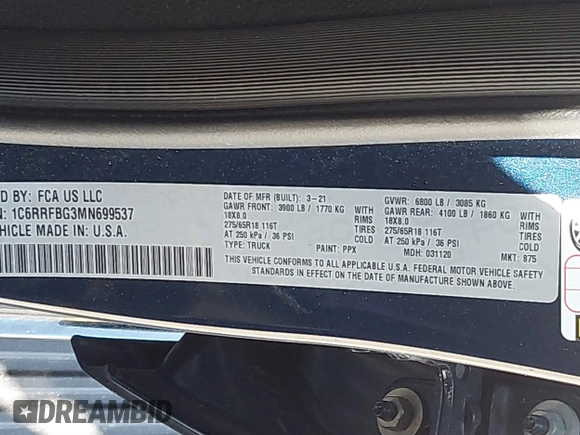 D BY: FCA US LLC
N: 1C6RRFBG3MN699537
VEHICLE MADE IN: U.S.A.
DATE OF MFR (BUILT): 3-21 GVWR: 6800 LB / 3085 KG
GAWR FRONT: 3900 LB / 1770 KG WITH GAWR REAR: 4100 LB / 1860 KG WITH
18X8.0 RIMS 18X8.0 RIMS
275/65R18 116T TIRES 275/65R18 116T TIRES
AT 250 kPa / 36 PSI COLD AT 250 kPa / 36 PSI COLD
TYPE: TRUCK PAINT: PPX MDH: 031120 MKT: 875
THIS VEHICLE CONFORMS TO ALL APPLICABLE U.S.A. FEDERAL MOTOR VEHICLE SAFETY
STANDARDS IN EFFECT ON THE DATE OF MANUFACTURE SHOWN ABOVE.
DREAMBID